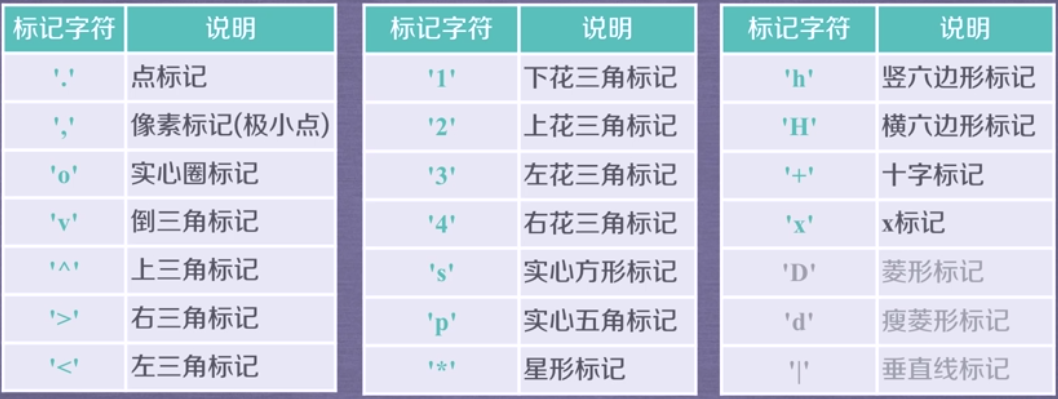 标记字符 说明
'.' 点标记
',' 像素标记(极小点)
'o' 实心圈标记
'v' 倒三角标记
'^' 上三角标记
'>' 右三角标记
'<' 左三角标记
标记字符 说明
'1' 下花三角标记
'2' 上花三角标记
'3' 左花三角标记
'4' 右花三角标记
's' 实心方形标记
'p' 实心五角标记
'*' 星形标记
标记字符 说明
'h' 竖六边形标记
'H' 横六边形标记
'+' 十字标记
'x' x标记
'D' 菱形标记
'd' 瘦菱形标记
'|' 垂直线标记